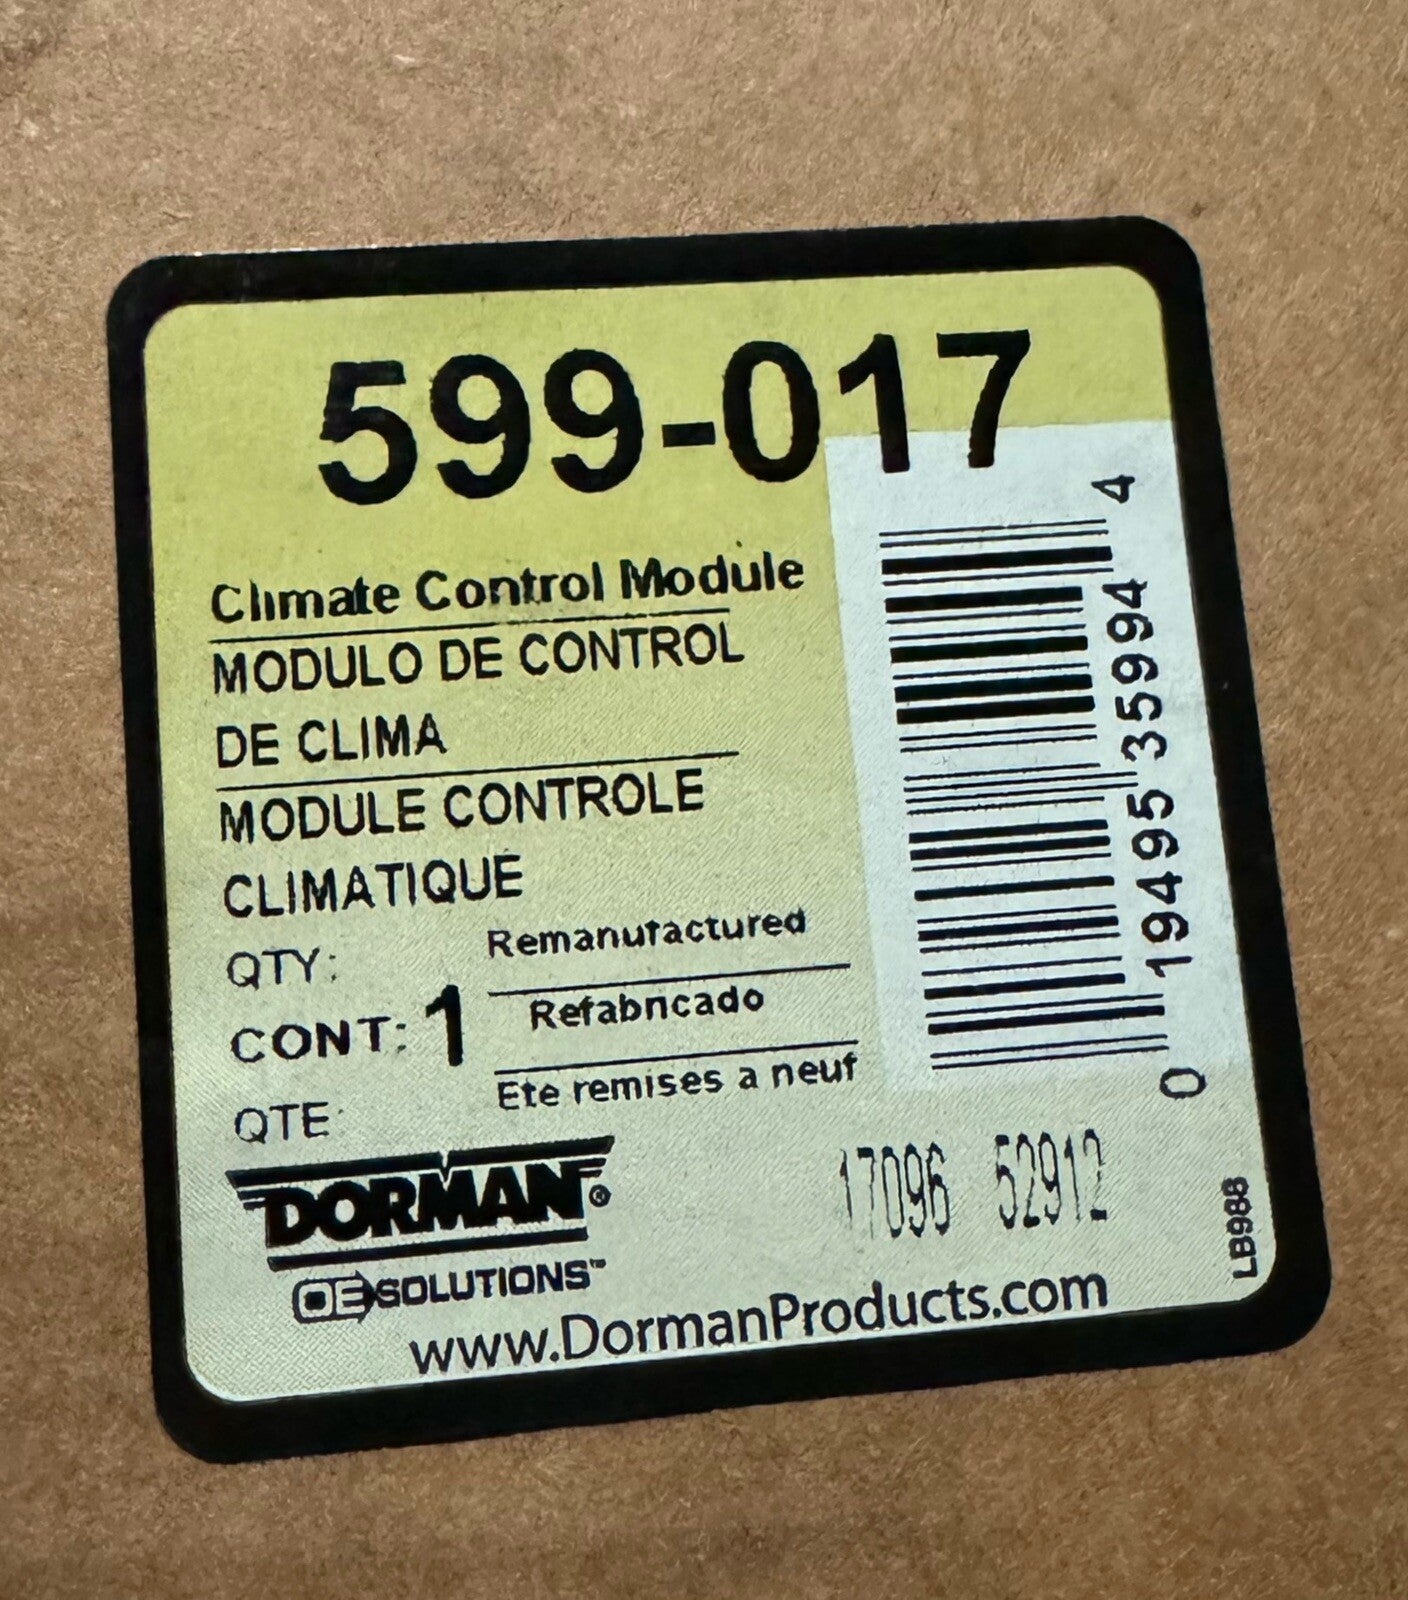 599-017
Climate Control Module
MODULO DE CONTROL
DE CLIMA
MODULE CONTROLE
CLIMATIQUE
QTY:
CONT: 1
QTE:
Remanufactured
Refabricado
Ete remises a neuf
DORMAN®
OE SOLUTIONS™
www.DormanProducts.com
17096 52912
0 19495 35994 4
LB988